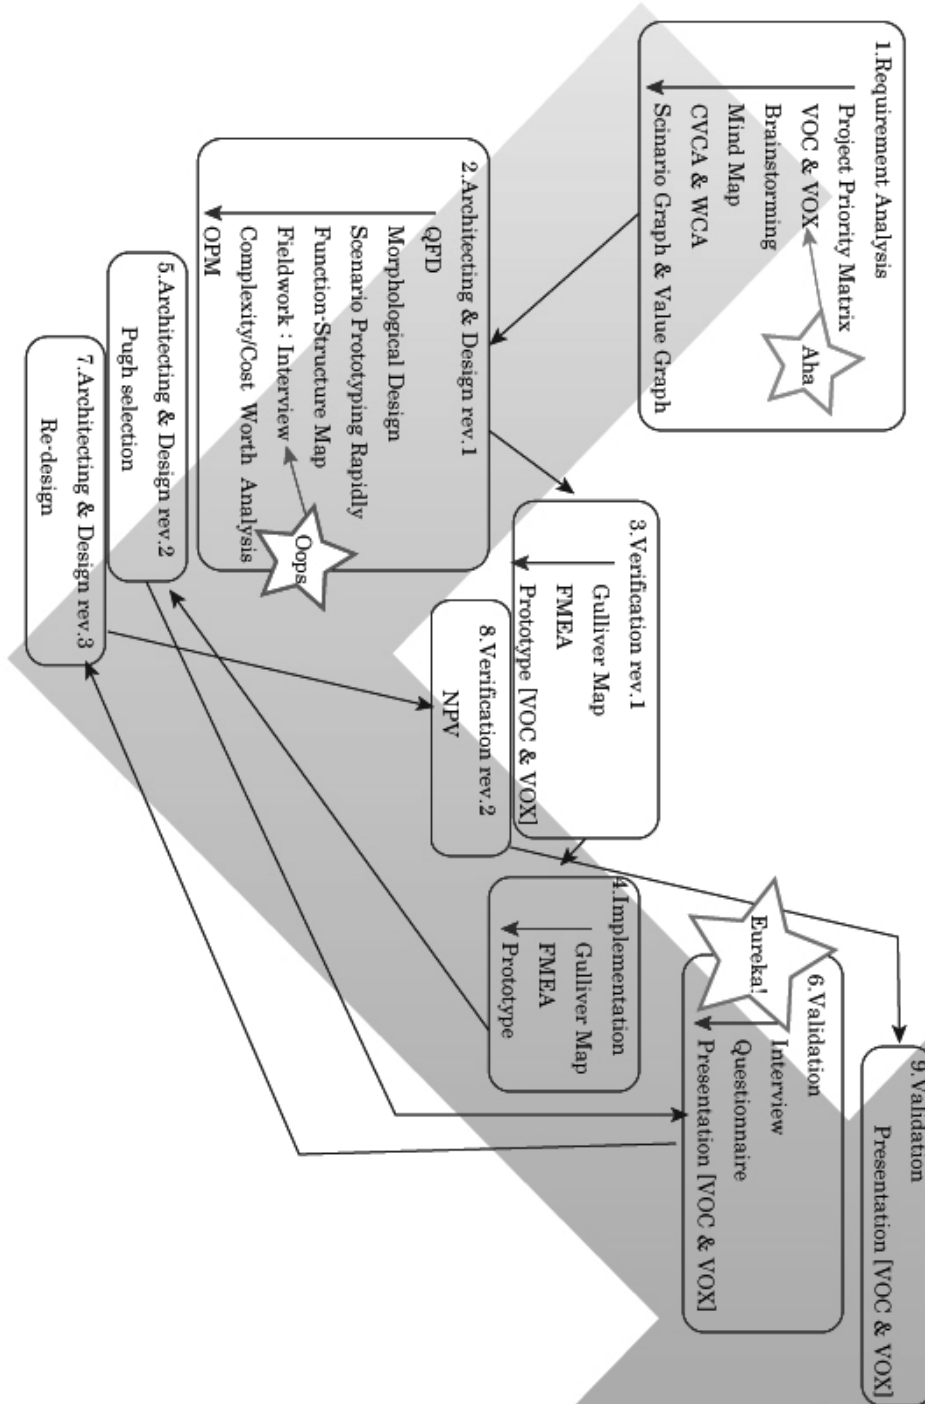 1.Requirement Analysis
Project Priority Matrix
VOC & VOX
Brainstorming
Mind Map
CVCA & WCA
Scinario Graph & Value Graph
Aha
2.Architecting & Design rev.1
QFD
Morphological Design
Scenario Prototyping Rapidly
Function-Structure Map
Fieldwork : Interview
Complexity/Cost Worth Analysis
OPM
Oops
3.Verification rev.1
Gulliver Map
FMEA
Prototype [VOC & VOX]
4.Implementation
Gulliver Map
FMEA
Prototype
5.Architecting & Design rev.2
Pugh selection
6.Validation
Interview
Questionnaire
Presentation [VOC & VOX]
Eureka!
7.Architecting & Design rev.3
Re-design
8.Verification rev.2
NPV
9.Validation
Presentation [VOC & VOX]